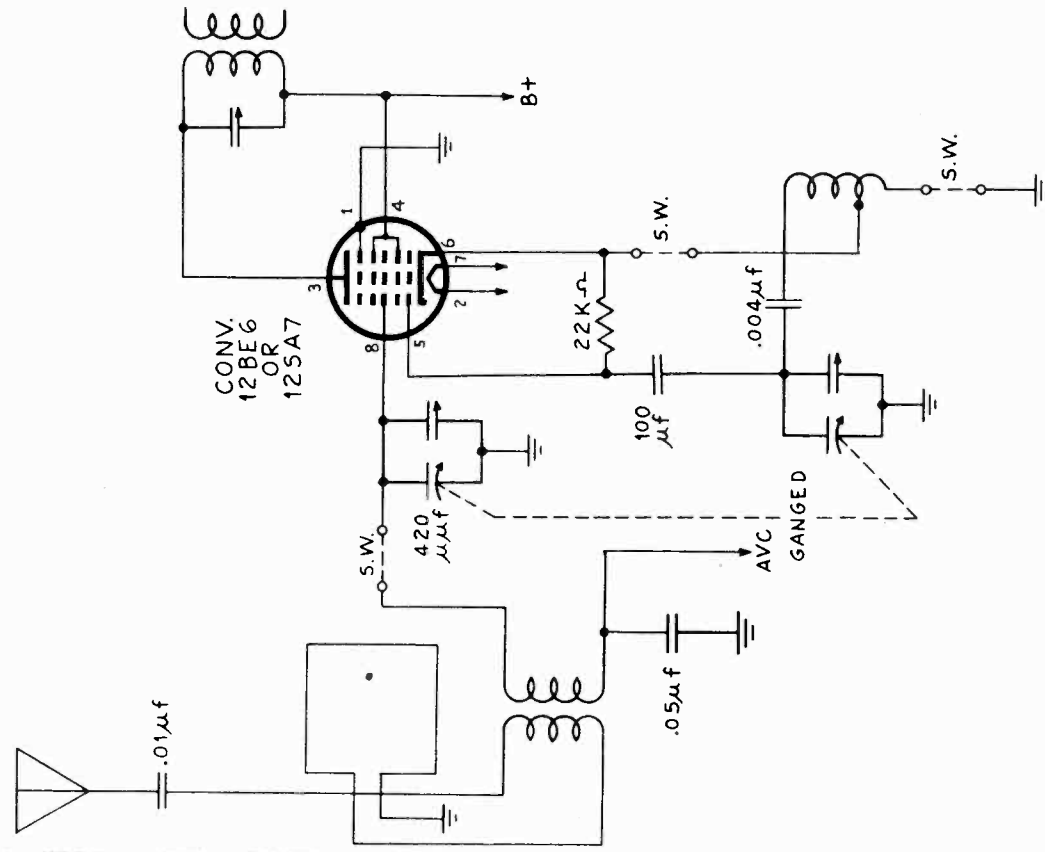 .01µf
CONV.
12BE6
OR
12SA7
3
1
4
8
5
6
7
2
B+
S.W.
420
µµf
22K-Ω
100
µf
S.W.
.004µf
S.W.
GANGED
AVC
.05µf